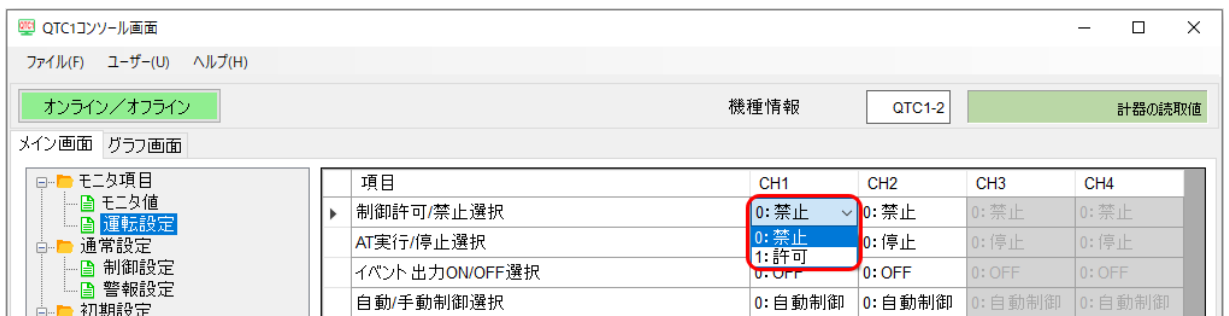 QTC1コンソール画面
ファイル(F) ユーザー(U) ヘルプ(H)
オンライン／オフライン 機種情報 QTC1-2 計器の読取値
メイン画面 グラフ画面
モニタ項目
モニタ値
運転設定
通常設定
制御設定
警報設定
初期設定
項目 CH1 CH2 CH3 CH4
制御許可/禁止選択 0: 禁止 0: 禁止 0: 禁止 0: 禁止
0: 禁止
1: 許可
AT実行/停止選択 0: 停止 0: 停止 0: 停止
イベント出力ON/OFF選択 0: OFF 0: OFF 0: OFF 0: OFF
自動/手動制御選択 0: 自動制御 0: 自動制御 0: 自動制御 0: 自動制御